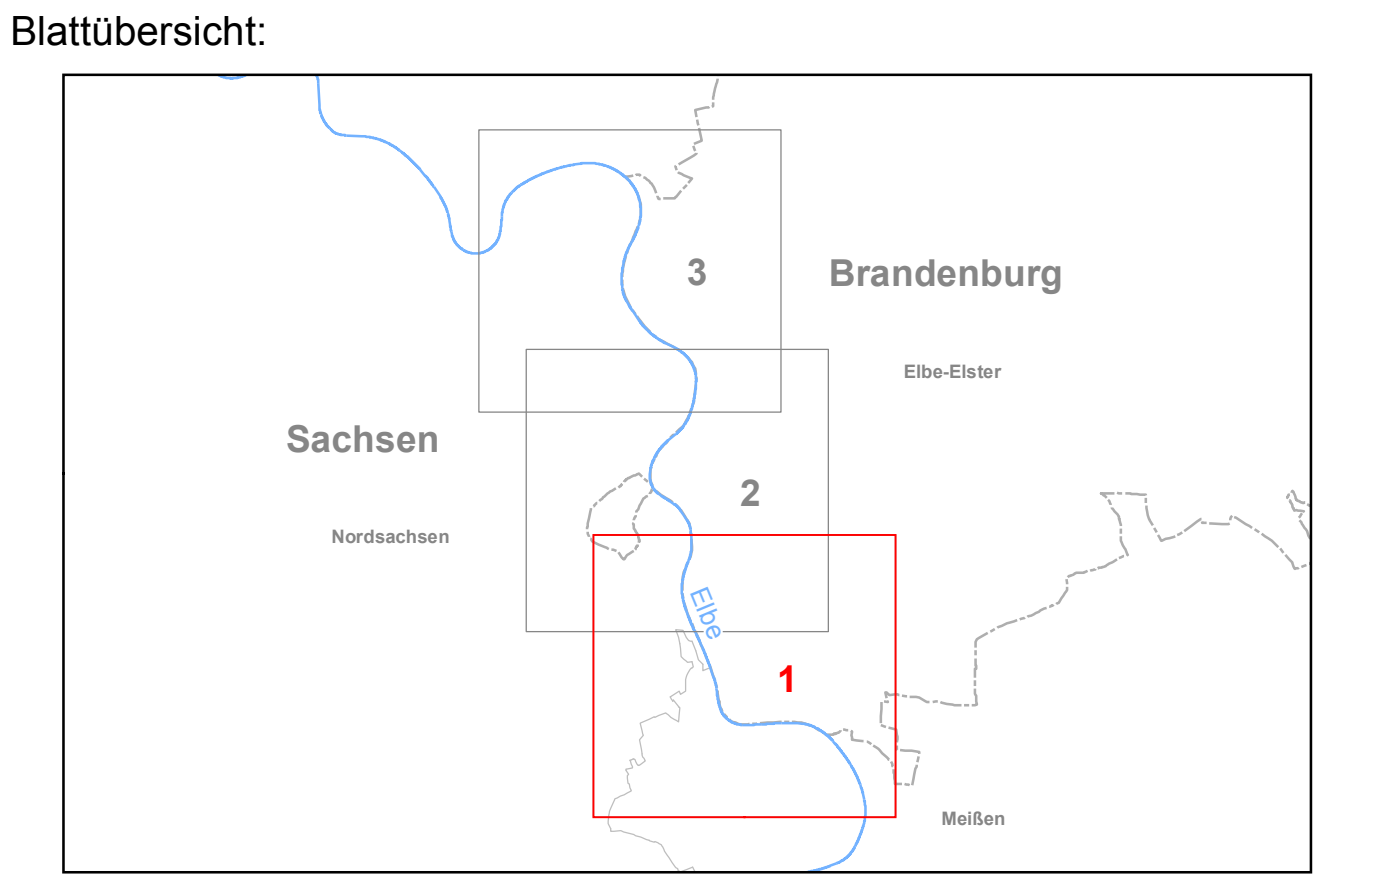 Blattübersicht:
3
Brandenburg
Elbe-Elster
Sachsen
2
Nordsachsen
Elbe
1
Meißen